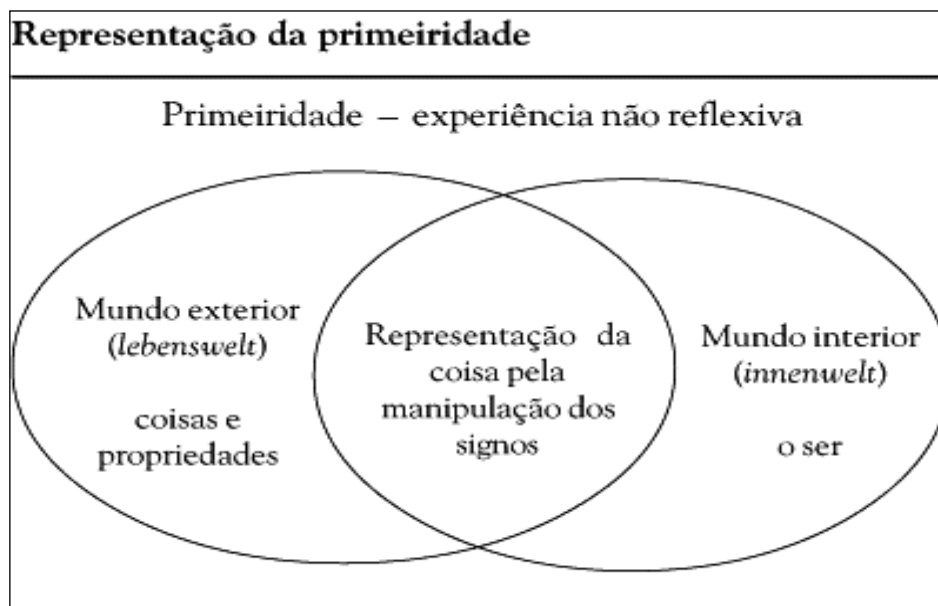 Representação da primeiridade
Primeiridade – experiência não reflexiva
Mundo exterior
(lebenswelt)
coisas e
propriedades
Representação da
coisa pela
manipulação dos
signos
Mundo interior
(innenwelt)
o ser